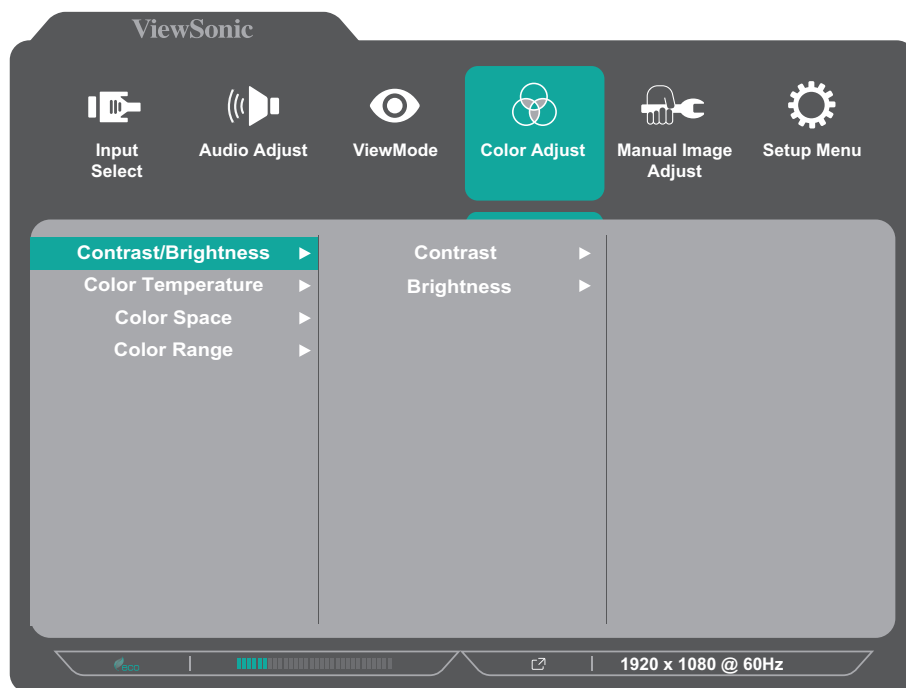 ViewSonic
Input
Select
Audio Adjust
ViewMode
Color Adjust
Manual Image
Adjust
Setup Menu
Contrast/Brightness
Color Temperature
Color Space
Color Range
Contrast
Brightness
eco
1920 x 1080 @ 60Hz